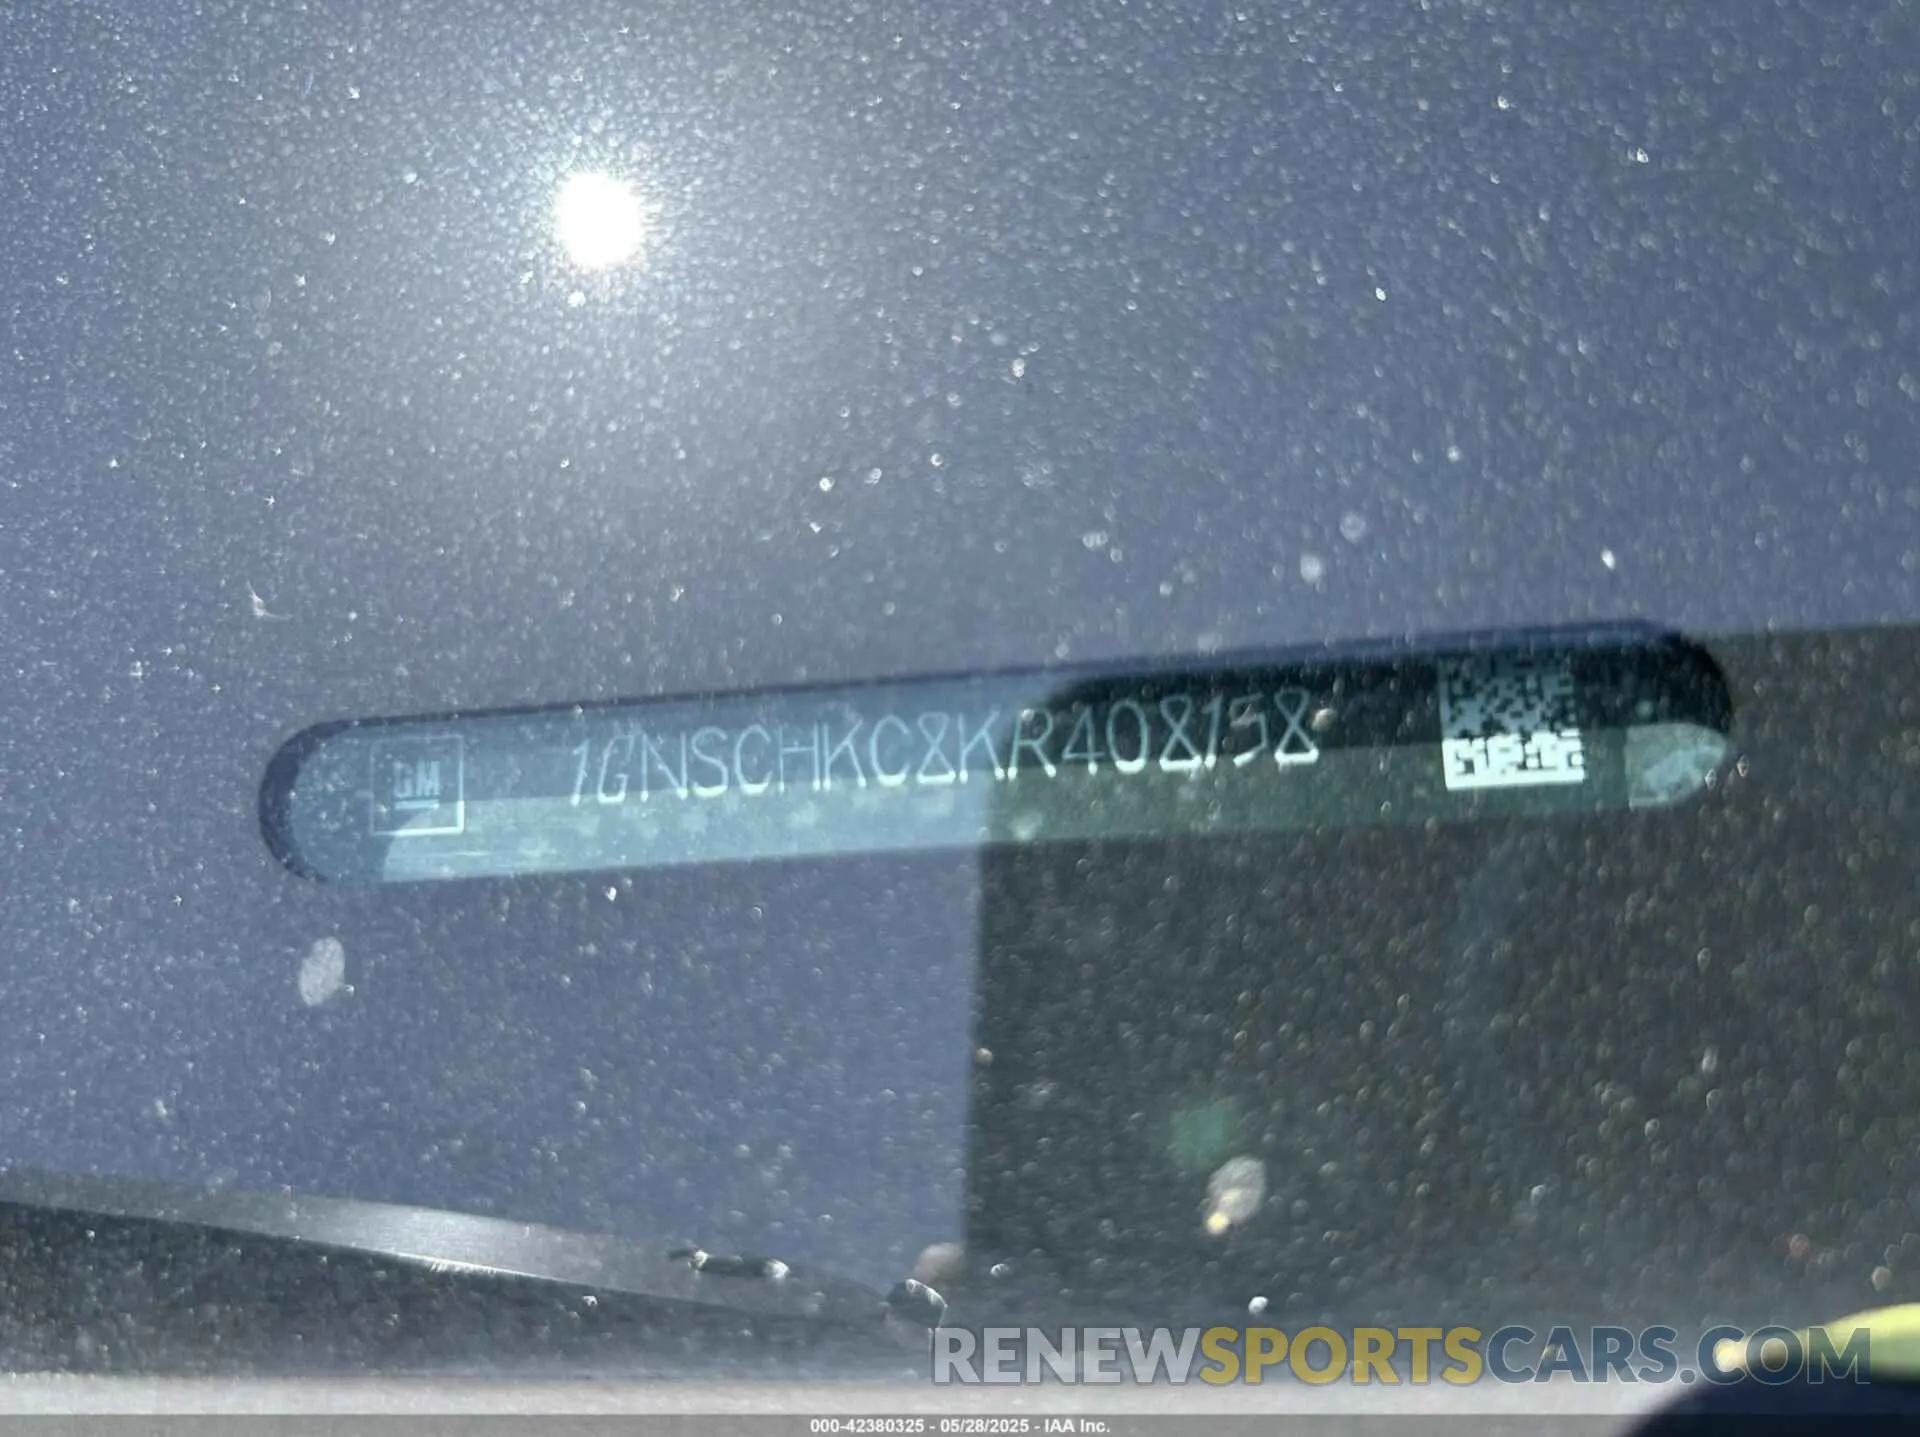 GM 1GNSCHKC8KR408158
RENEWSPORTSCARS.COM
000-42380325 - 05/28/2025 - IAA Inc.